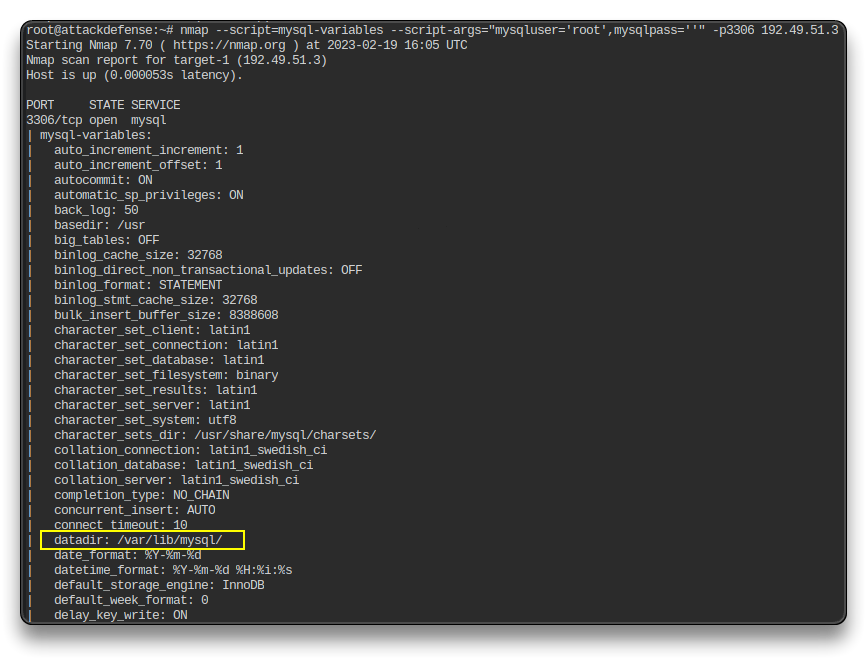 root@attackdefense:~# nmap --script=mysql-variables --script-args="mysqluser='root',mysqlpass=''" -p3306 192.49.51.3
Starting Nmap 7.70 ( https://nmap.org ) at 2023-02-19 16:05 UTC
Nmap scan report for target-1 (192.49.51.3)
Host is up (0.000053s latency).

PORT     STATE SERVICE
3306/tcp open  mysql
| mysql-variables:
|   auto_increment_increment: 1
|   auto_increment_offset: 1
|   autocommit: ON
|   automatic_sp_privileges: ON
|   back_log: 50
|   basedir: /usr
|   big_tables: OFF
|   binlog_cache_size: 32768
|   binlog_direct_non_transactional_updates: OFF
|   binlog_format: STATEMENT
|   binlog_stmt_cache_size: 32768
|   bulk_insert_buffer_size: 8388608
|   character_set_client: latin1
|   character_set_connection: latin1
|   character_set_database: latin1
|   character_set_filesystem: binary
|   character_set_results: latin1
|   character_set_server: latin1
|   character_set_system: utf8
|   character_sets_dir: /usr/share/mysql/charsets/
|   collation_connection: latin1_swedish_ci
|   collation_database: latin1_swedish_ci
|   collation_server: latin1_swedish_ci
|   completion_type: NO_CHAIN
|   concurrent_insert: AUTO
|   connect_timeout: 10
|   datadir: /var/lib/mysql/
|   date_format: %Y-%m-%d
|   datetime_format: %Y-%m-%d %H:%i:%s
|   default_storage_engine: InnoDB
|   default_week_format: 0
|   delay_key_write: ON